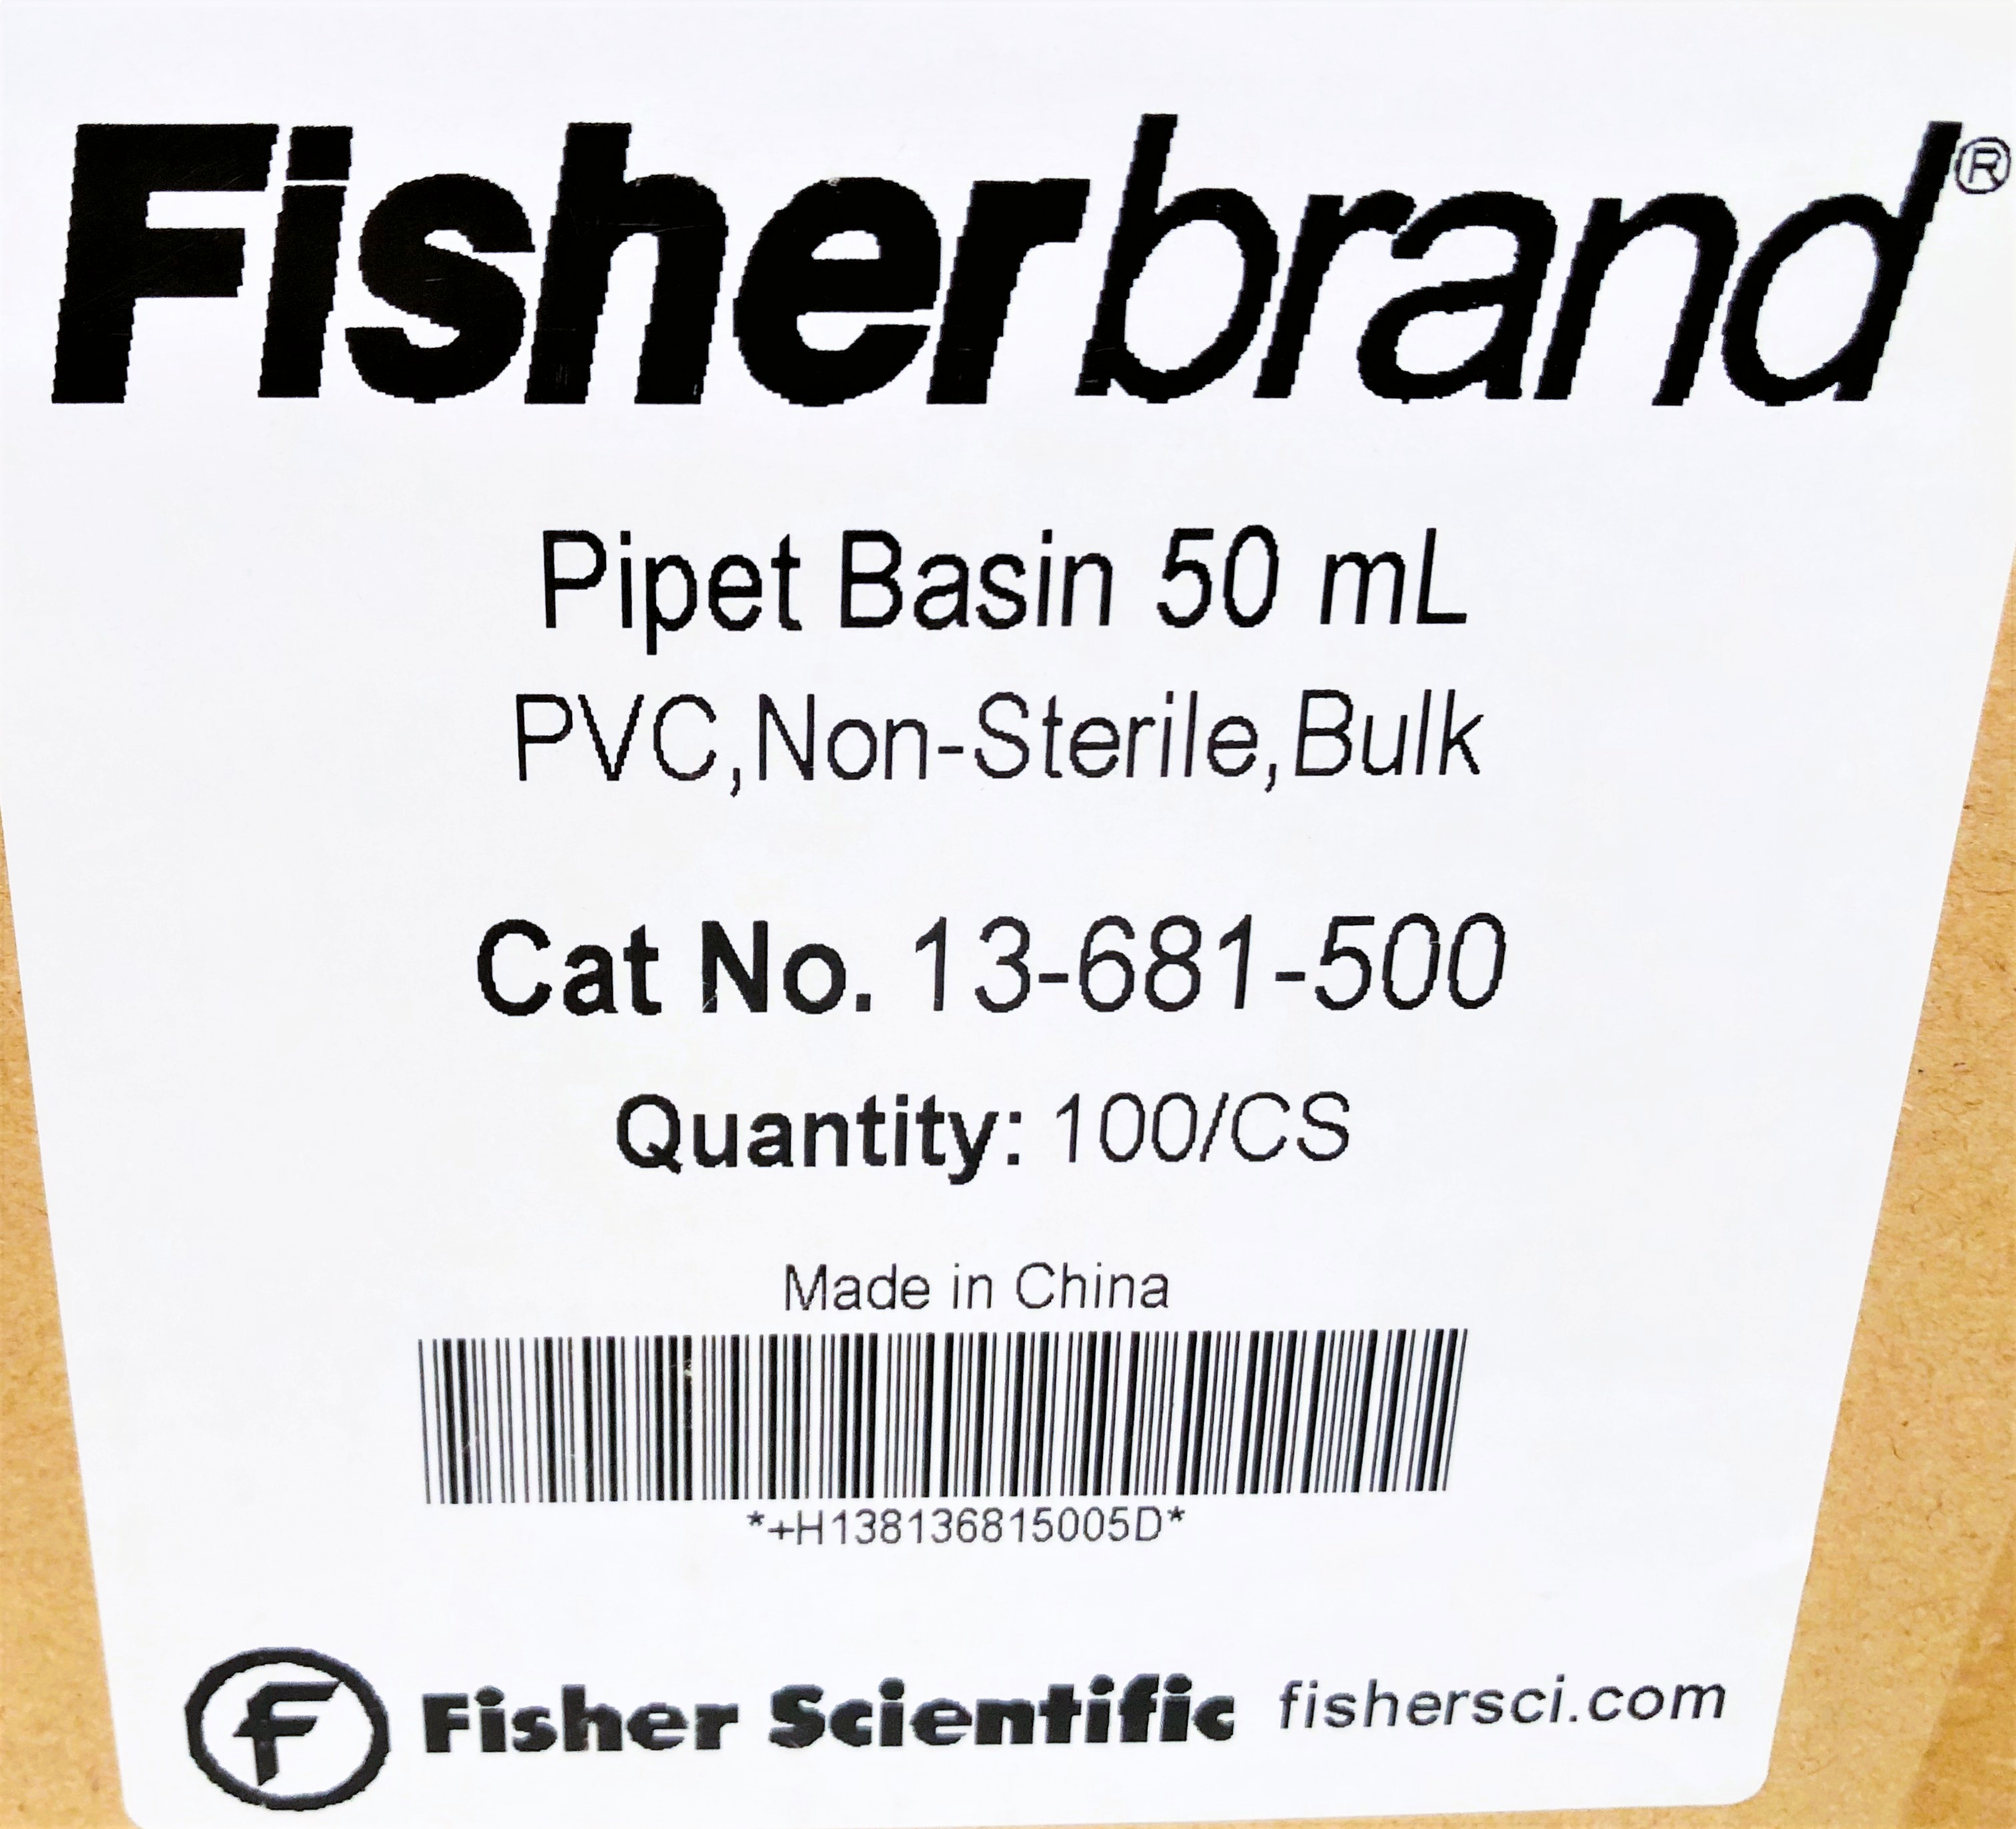 Fisherbrand®
Pipet Basin 50 mL
PVC,Non-Sterile,Bulk
Cat No. 13-681-500
Quantity: 100/CS
Made in China
*+H138136815005D*
F Fisher Scientific fishersci.com